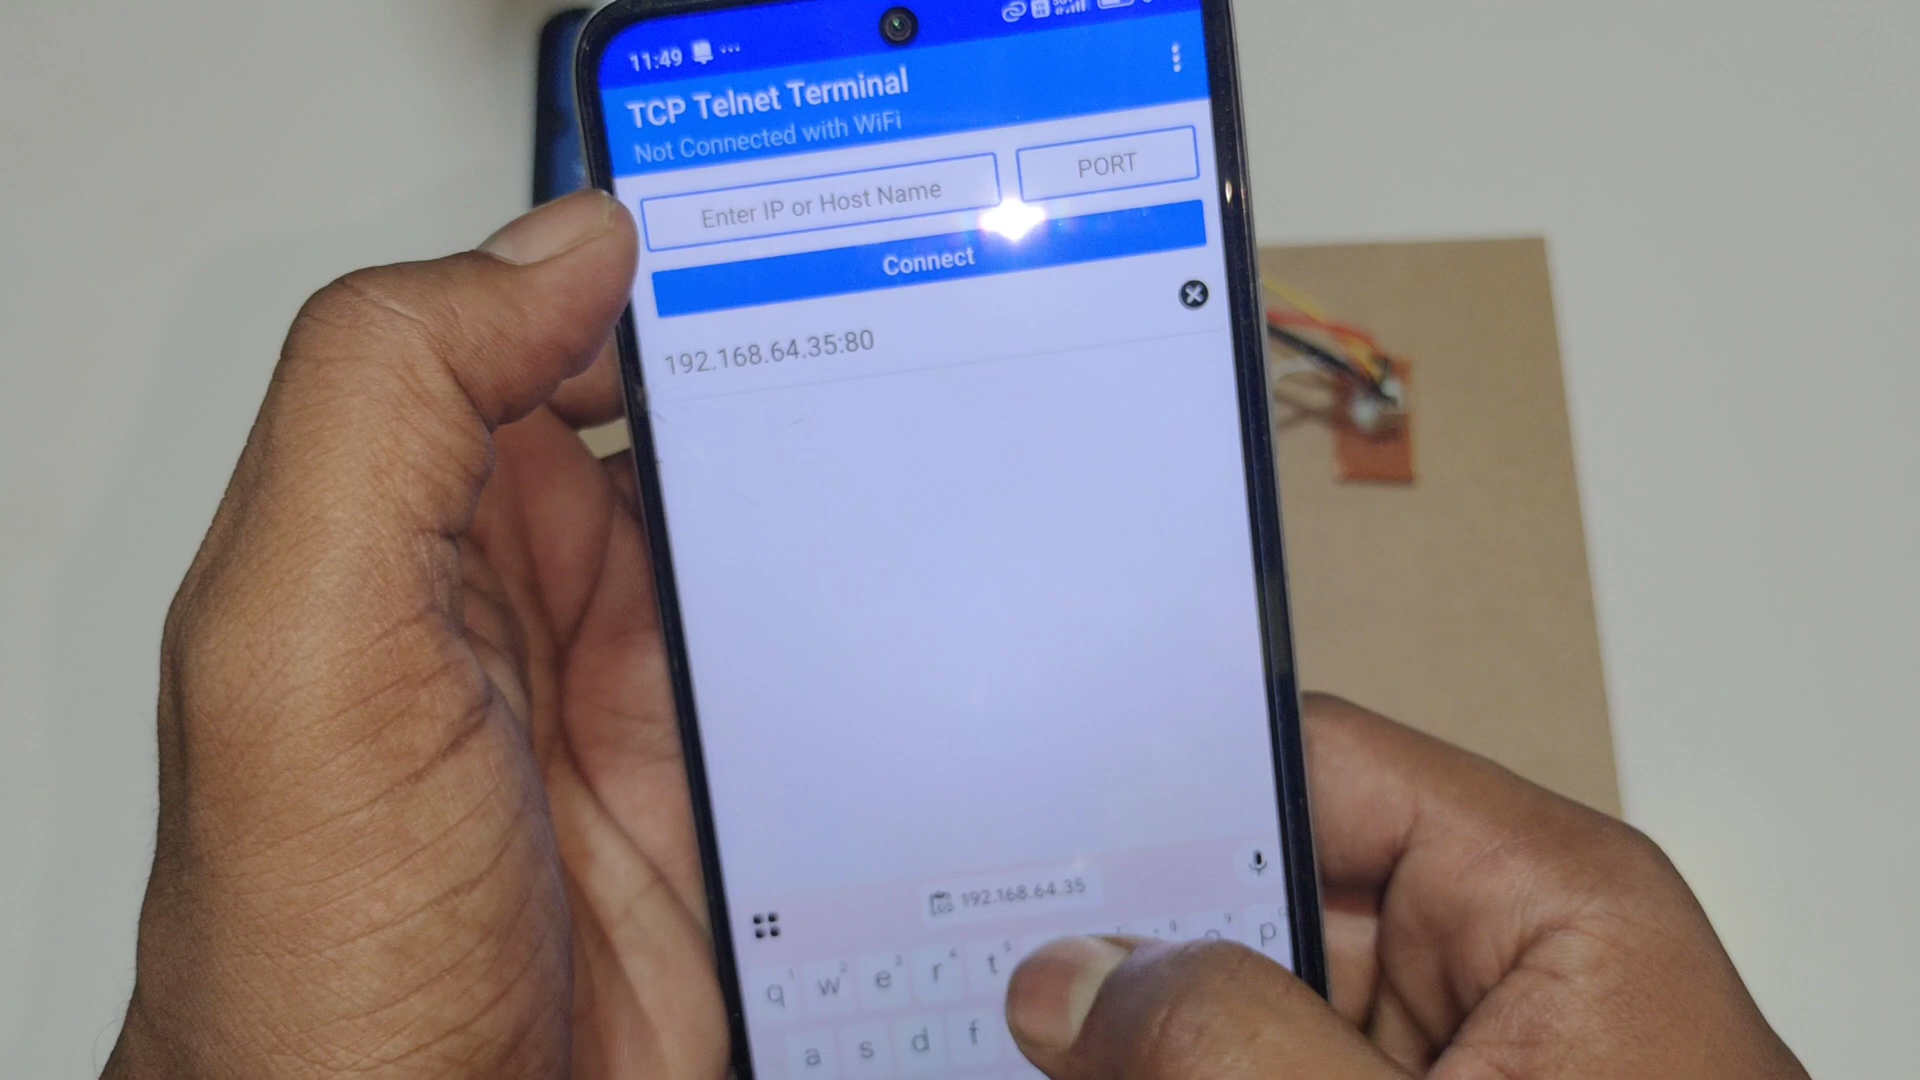 11:49
TCP Telnet Terminal
Not Connected with WiFi
Enter IP or Host Name
PORT
Connect
192.168.64.35:80
192.168.64.35
q w e r t p
a s d f